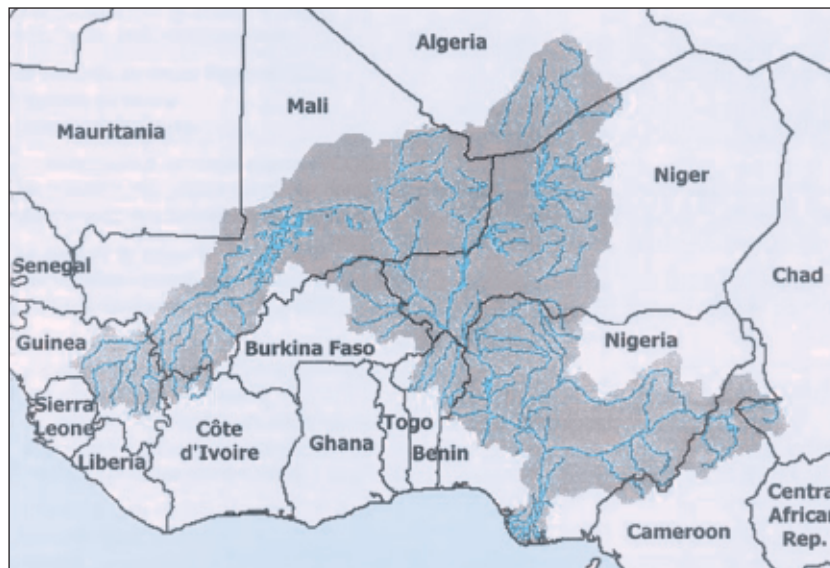 Algeria
Mali
Mauritania
Niger
Senegal
Chad
Guinea
Burkina Faso
Nigeria
Sierra
Leone
Côte
d'Ivoire
Ghana
Togo
Benin
Liberia
Cameroon
Central
African
Rep.